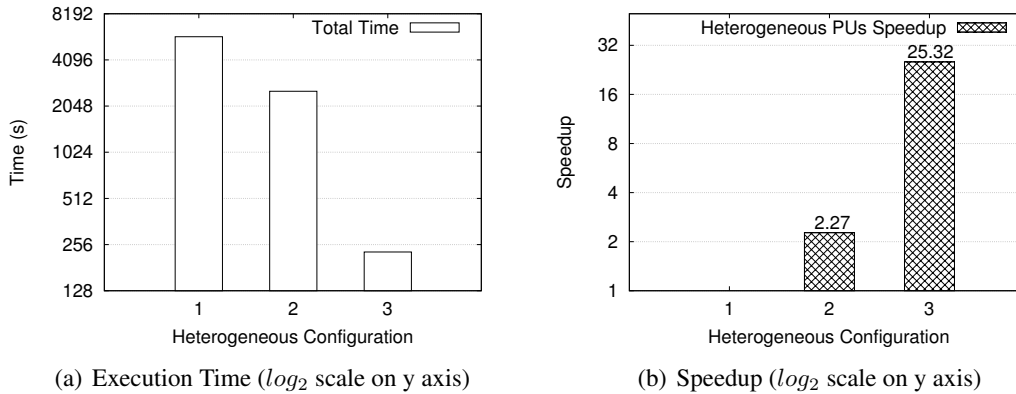 8192
4096
2048
1024
512
256
128
Time (s)
Total Time
1 2 3
Heterogeneous Configuration
(a) Execution Time (log2 scale on y axis)
32
16
8
4
2
1
Speedup
Heterogeneous PUs Speedup
25.32
2.27
1 2 3
Heterogeneous Configuration
(b) Speedup (log2 scale on y axis)